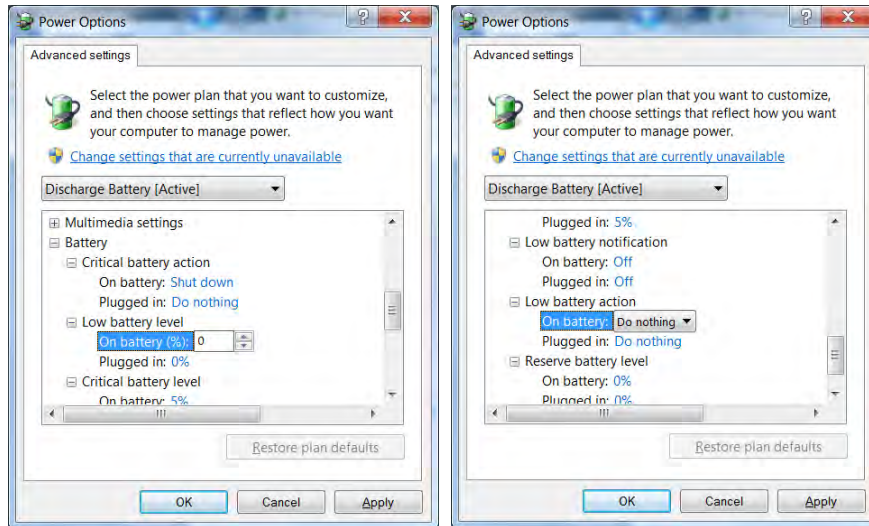 Power Options
Advanced settings
Select the power plan that you want to customize,
and then choose settings that reflect how you want
your computer to manage power.
Change settings that are currently unavailable
Discharge Battery [Active]
Multimedia settings
Battery
Critical battery action
On battery: Shut down
Plugged in: Do nothing
Low battery level
On battery (%): 0
Plugged in: 0%
Critical battery level
On battery: 5%
Restore plan defaults
OK Cancel Apply
Power Options
Advanced settings
Select the power plan that you want to customize,
and then choose settings that reflect how you want
your computer to manage power.
Change settings that are currently unavailable
Discharge Battery [Active]
Plugged in: 5%
Low battery notification
On battery: Off
Plugged in: Off
Low battery action
On battery: Do nothing
Plugged in: Do nothing
Reserve battery level
On battery: 0%
Plugged in: 0%
Restore plan defaults
OK Cancel Apply